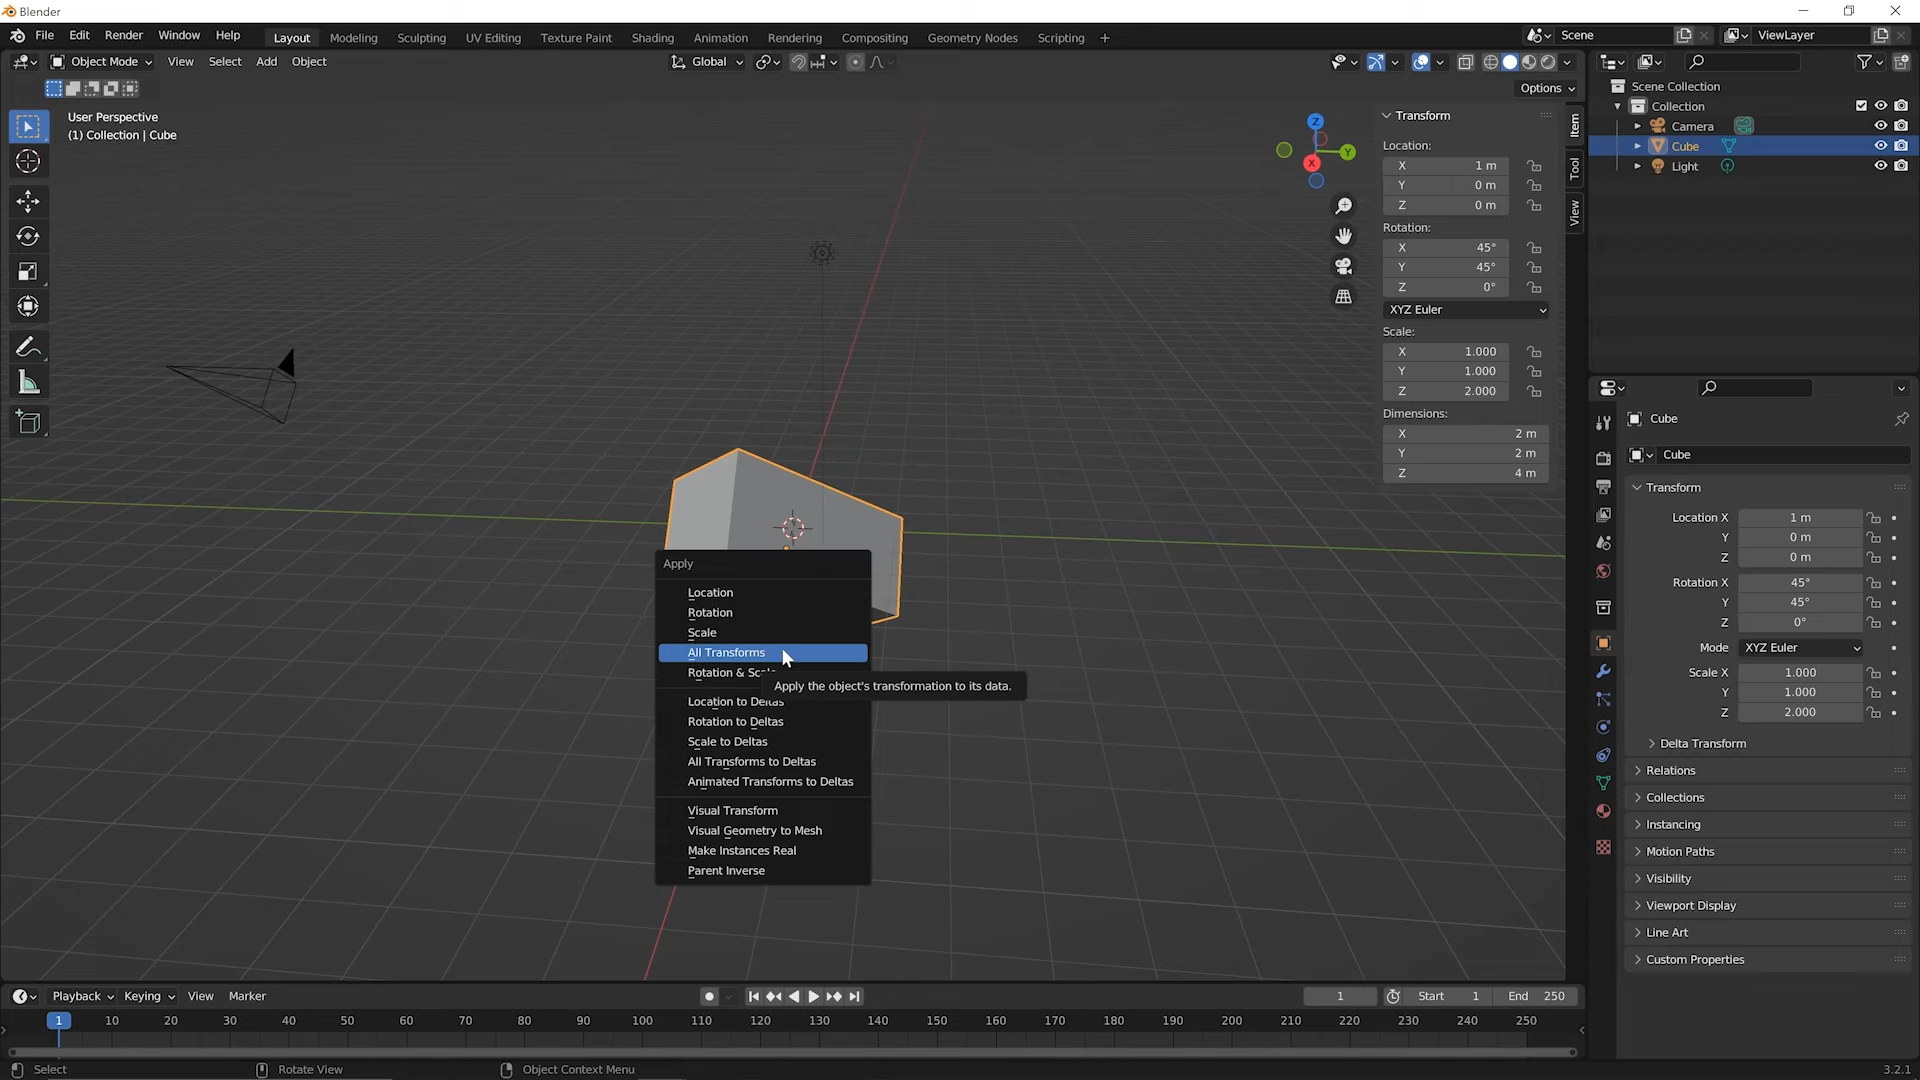 Blender
File Edit Render Window Help Layout Modeling Sculpting UV Editing Texture Paint Shading Animation Rendering Compositing Geometry Nodes Scripting + Scene ViewLayer
Object Mode View Select Add Object Global
Options
User Perspective
(1) Collection | Cube
Z
Y
X
Transform
Location:
X 1 m
Y 0 m
Z 0 m
Rotation:
X 45°
Y 45°
Z 0°
XYZ Euler
Scale:
X 1.000
Y 1.000
Z 2.000
Dimensions:
X 2 m
Y 2 m
Z 4 m
Item
Tool
View
Scene Collection
Collection
Camera
Cube
Light
Cube
Cube
Transform
Location X 1 m
Y 0 m
Z 0 m
Rotation X 45°
Y 45°
Z 0°
Mode XYZ Euler
Scale X 1.000
Y 1.000
Z 2.000
Delta Transform
Relations
Collections
Instancing
Motion Paths
Visibility
Viewport Display
Line Art
Custom Properties
Apply
Location
Rotation
Scale
All Transforms
Rotation &
Apply the object's transformation to its data.
Location to Deltas
Rotation to Deltas
Scale to Deltas
All Transforms to Deltas
Animated Transforms to Deltas
Visual Transform
Visual Geometry to Mesh
Make Instances Real
Parent Inverse
Playback Keying View Marker 1 Start 1 End 250
1 10 20 30 40 50 60 70 80 90 100 110 120 130 140 150 160 170 180 190 200 210 220 230 240 250
Select Rotate View Object Context Menu 3.2.1